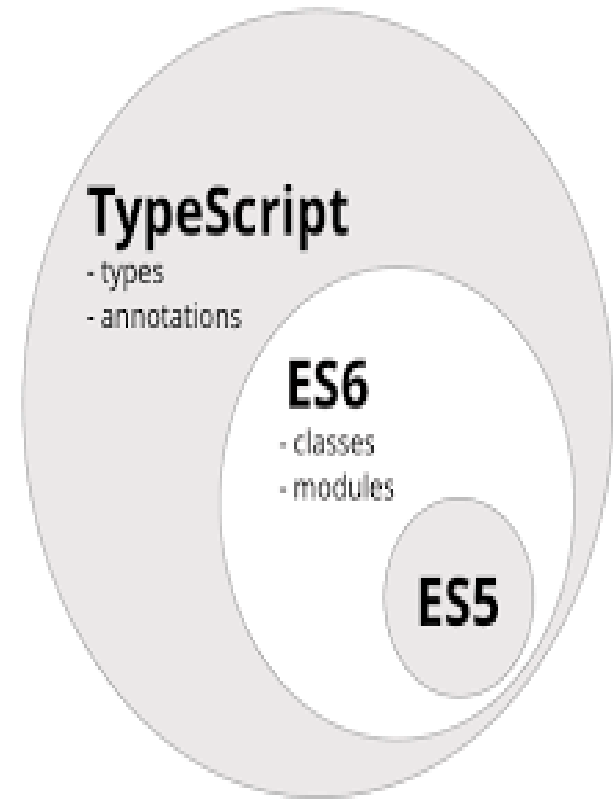 TypeScript
- types
- annotations
ES6
- classes
- modules
ES5